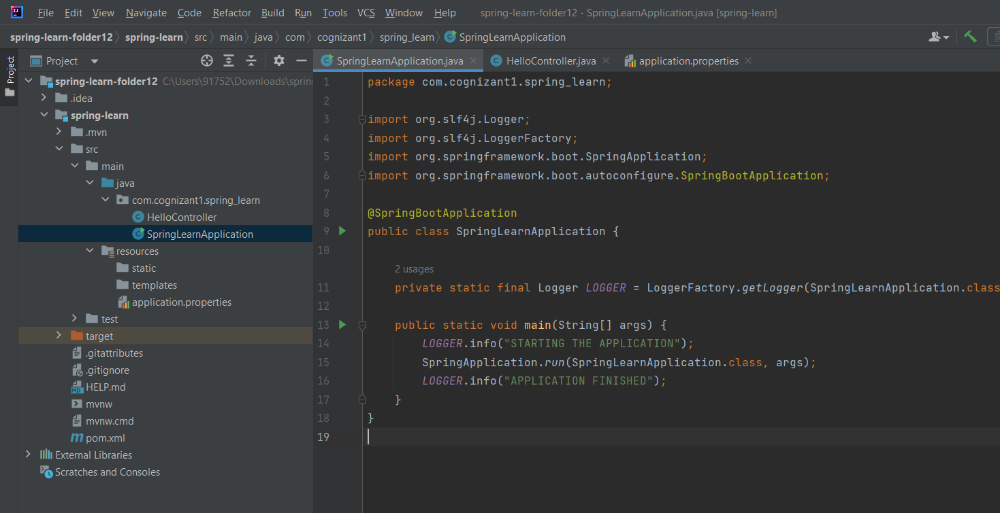 File Edit View Navigate Code Refactor Build Run Tools VCS Window Help spring-learn-folder12 - SpringLearnApplication.java [spring-learn]
spring-learn-folder12 spring-learn src main java com cognizant1 spring_learn SpringLearnApplication
Project
Project
SpringLearnApplication.java HelloController.java application.properties
spring-learn-folder12 C:\Users\91752\Downloads\spring
.idea
spring-learn
.mvn
src
main
java
com.cognizant1.spring_learn
HelloController
SpringLearnApplication
resources
static
templates
application.properties
test
target
.gitattributes
.gitignore
HELP.md
mvnw
mvnw.cmd
pom.xml
External Libraries
Scratches and Consoles
1 package com.cognizant1.spring_learn;
2
3 import org.slf4j.Logger;
4 import org.slf4j.LoggerFactory;
5 import org.springframework.boot.SpringApplication;
6 import org.springframework.boot.autoconfigure.SpringBootApplication;
7
8 @SpringBootApplication
9 public class SpringLearnApplication {
10
2 usages
11 private static final Logger LOGGER = LoggerFactory.getLogger(SpringLearnApplication.class
12
13 public static void main(String[] args) {
14 LOGGER.info("STARTING THE APPLICATION");
15 SpringApplication.run(SpringLearnApplication.class, args);
16 LOGGER.info("APPLICATION FINISHED");
17 }
18 }
19